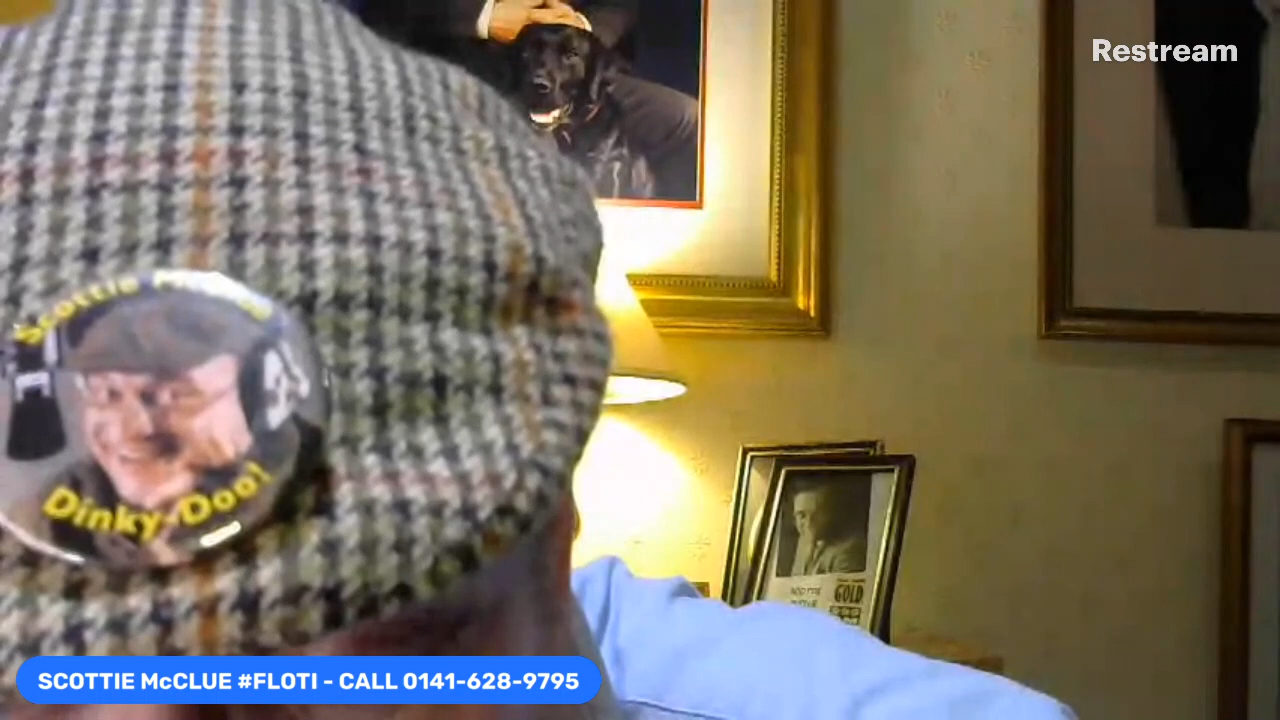 Restream
Scottie
Dinky-Doo!
GOLD
SCOTTIE McCLUE #FLOTI - CALL 0141-628-9795